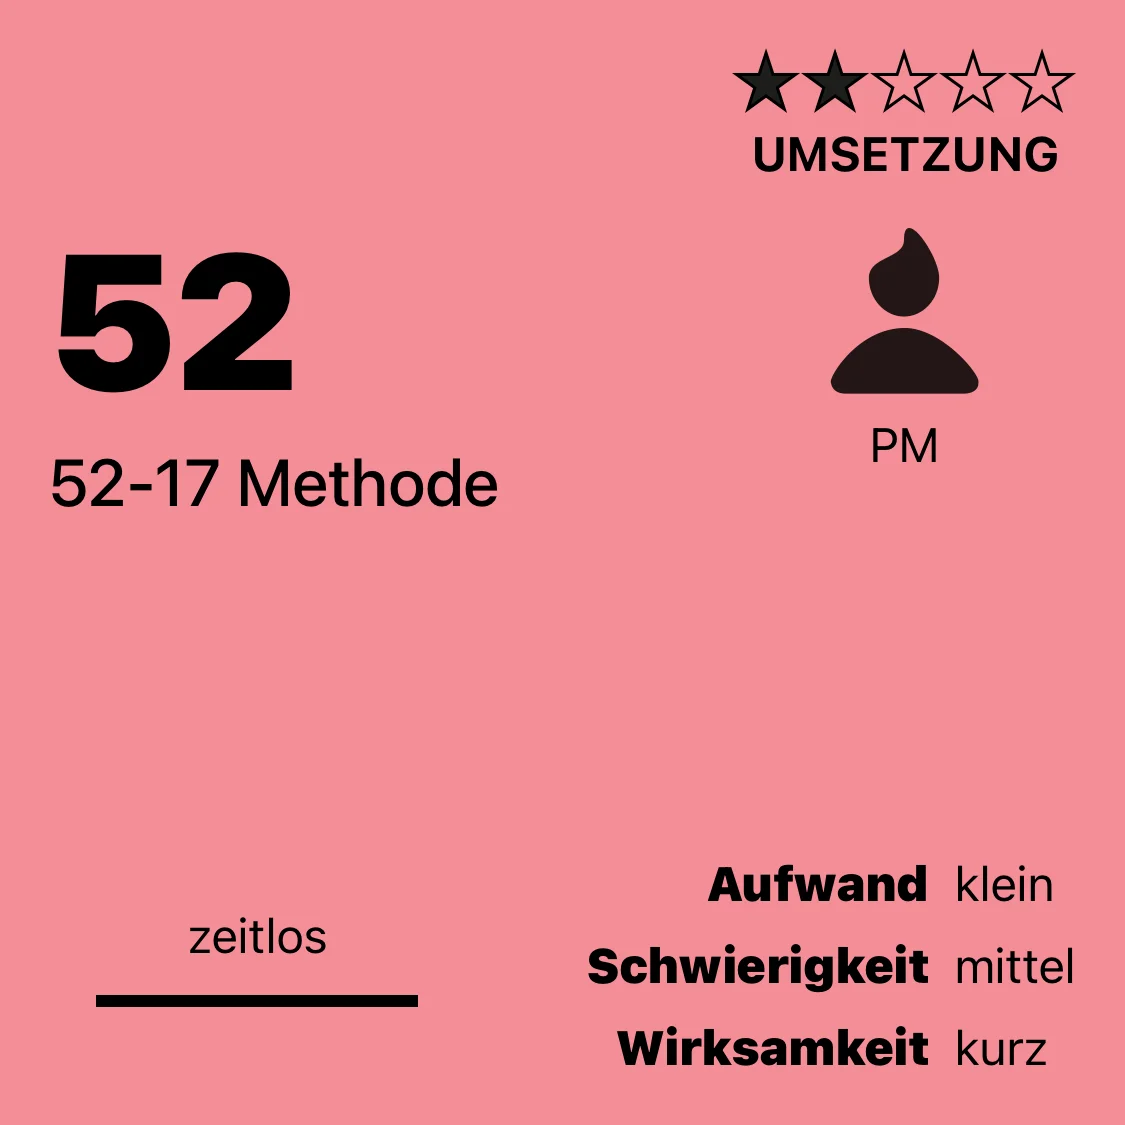 UMSETZUNG
52
PM
52-17 Methode
Aufwand klein
zeitlos
Schwierigkeit mittel
Wirksamkeit kurz